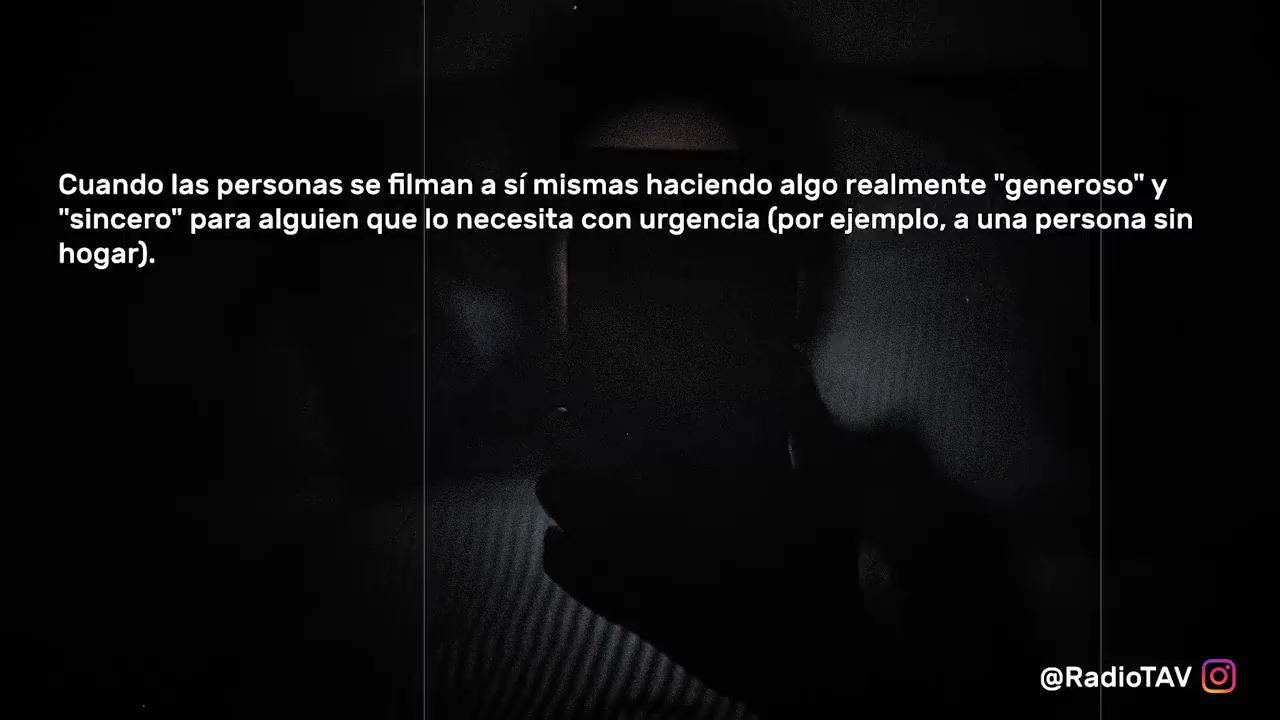 Cuando las personas se filman a sí mismas haciendo algo realmente "generoso" y
"sincero" para alguien que lo necesita con urgencia (por ejemplo, a una persona sin
hogar).
@RadioTAV